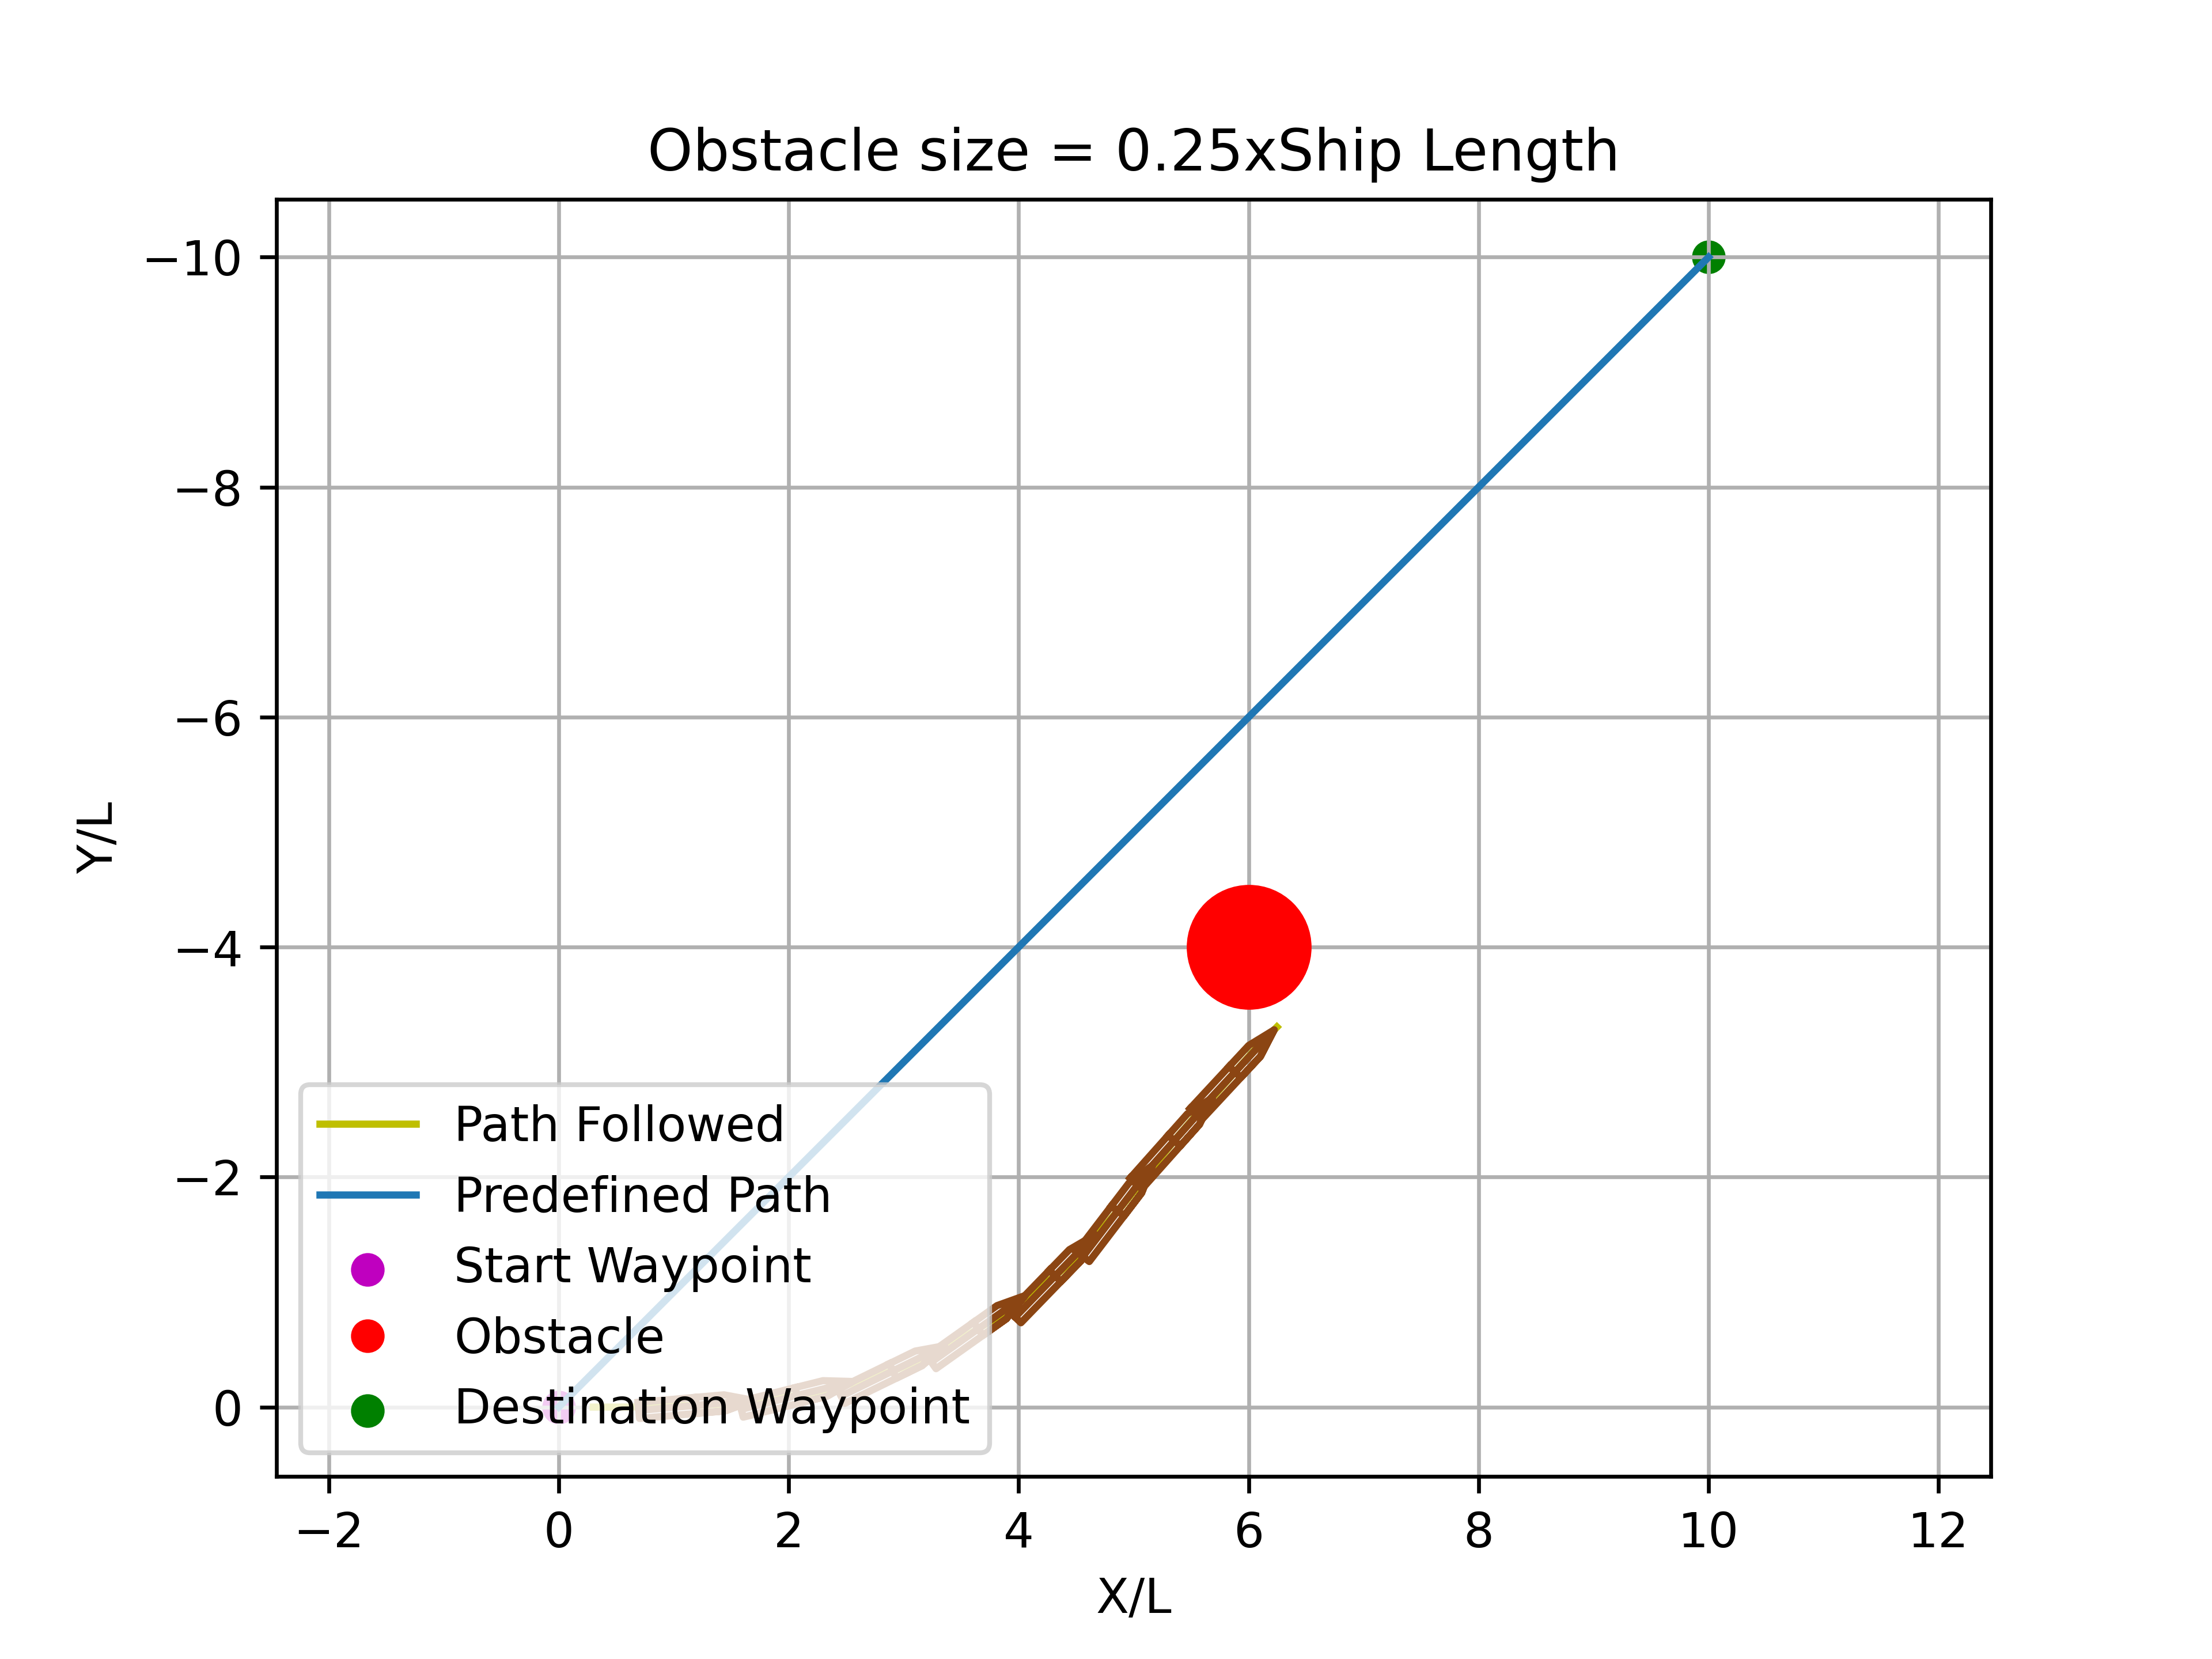 Obstacle size = 0.25xShip Length
−10
−8
−6
−4
−2
0
Y/L
Path Followed
Predefined Path
Start Waypoint
Obstacle
Destination Waypoint
−2 0 2 4 6 8 10 12
X/L